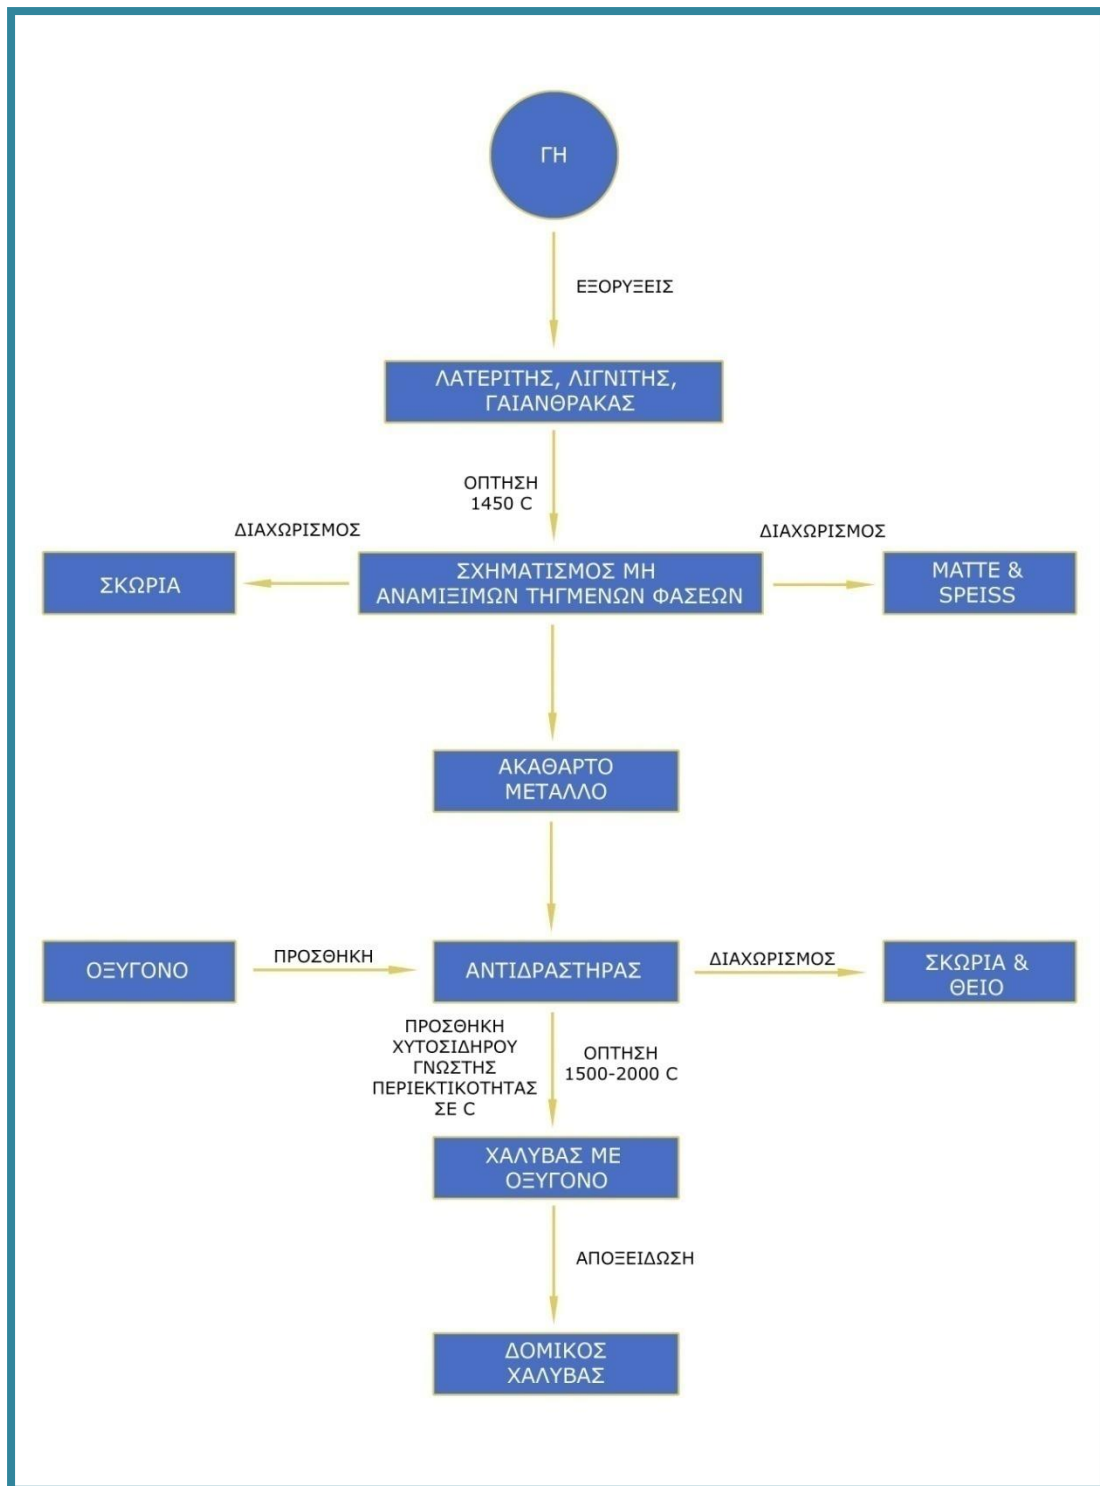 ΓΗ
ΕΞΟΡΥΞΕΙΣ
ΛΑΤΕΡΙΤΗΣ, ΛΙΓΝΙΤΗΣ,
ΓΑΙΑΝΘΡΑΚΑΣ
ΟΠΤΗΣΗ
1450 C
ΔΙΑΧΩΡΙΣΜΟΣ
ΔΙΑΧΩΡΙΣΜΟΣ
ΣΚΩΡΙΑ
ΣΧΗΜΑΤΙΣΜΟΣ ΜΗ
ΑΝΑΜΙΞΙΜΩΝ ΤΗΓΜΕΝΩΝ ΦΑΣΕΩΝ
MATTE &
SPEISS
ΑΚΑΘΑΡΤΟ
ΜΕΤΑΛΛΟ
ΟΞΥΓΟΝΟ
ΠΡΟΣΘΗΚΗ
ΑΝΤΙΔΡΑΣΤΗΡΑΣ
ΔΙΑΧΩΡΙΣΜΟΣ
ΣΚΩΡΙΑ &
ΘΕΙΟ
ΠΡΟΣΘΗΚΗ
ΧΥΤΟΣΙΔΗΡΟΥ
ΓΝΩΣΤΗΣ
ΠΕΡΙΕΚΤΙΚΟΤΗΤΑΣ
ΣΕ C
ΟΠΤΗΣΗ
1500-2000 C
ΧΑΛΥΒΑΣ ΜΕ
ΟΞΥΓΟΝΟ
ΑΠΟΞΕΙΔΩΣΗ
ΔΟΜΙΚΟΣ
ΧΑΛΥΒΑΣ